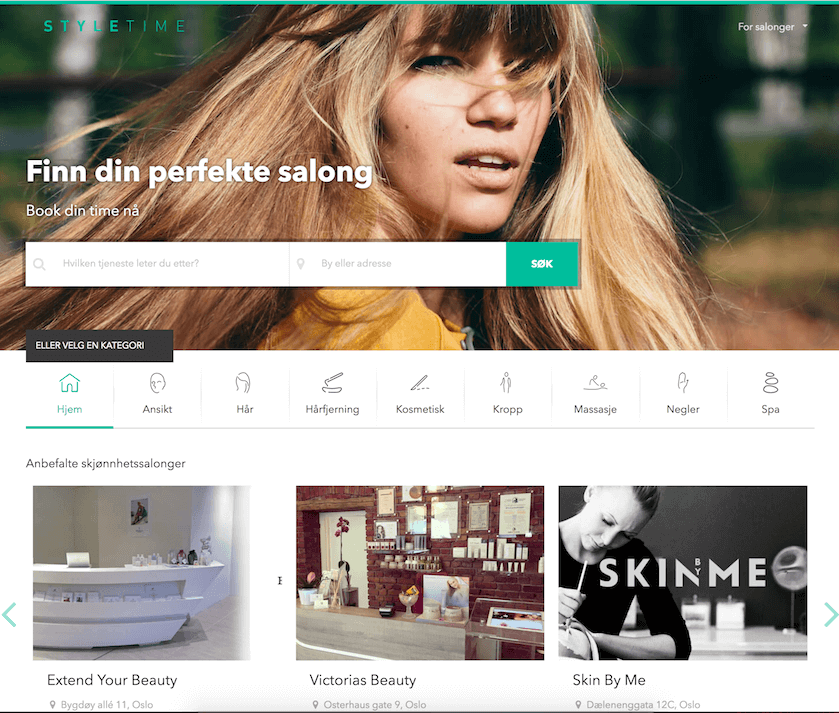 STYLETIME
For salonger
Finn din perfekte salong
Book din time nå
Hvilken tjeneste leter du etter?
By eller adresse
SØK
ELLER VELG EN KATEGORI
Hjem
Ansikt
Hår
Hårfjerning
Kosmetisk
Kropp
Massasje
Negler
Spa
Anbefalte skjønnhetssalonger
SKIN BY ME
Extend Your Beauty
Victorias Beauty
Skin By Me
Bygdøy allé 11, Oslo
Osterhaus gate 9, Oslo
Dælenenggata 12C, Oslo